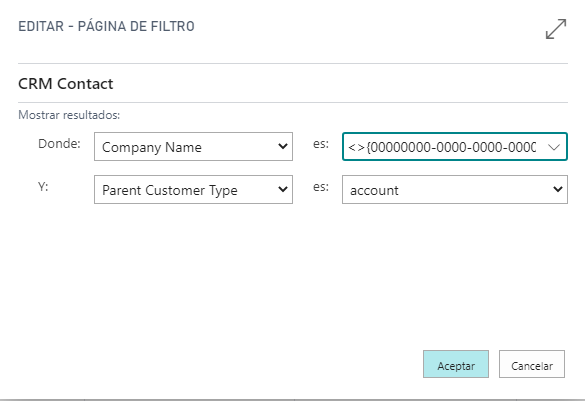 EDITAR - PÁGINA DE FILTRO
CRM Contact
Mostrar resultados:
Donde: Company Name es: <>{00000000-0000-0000-0000
Y: Parent Customer Type es: account
Aceptar Cancelar